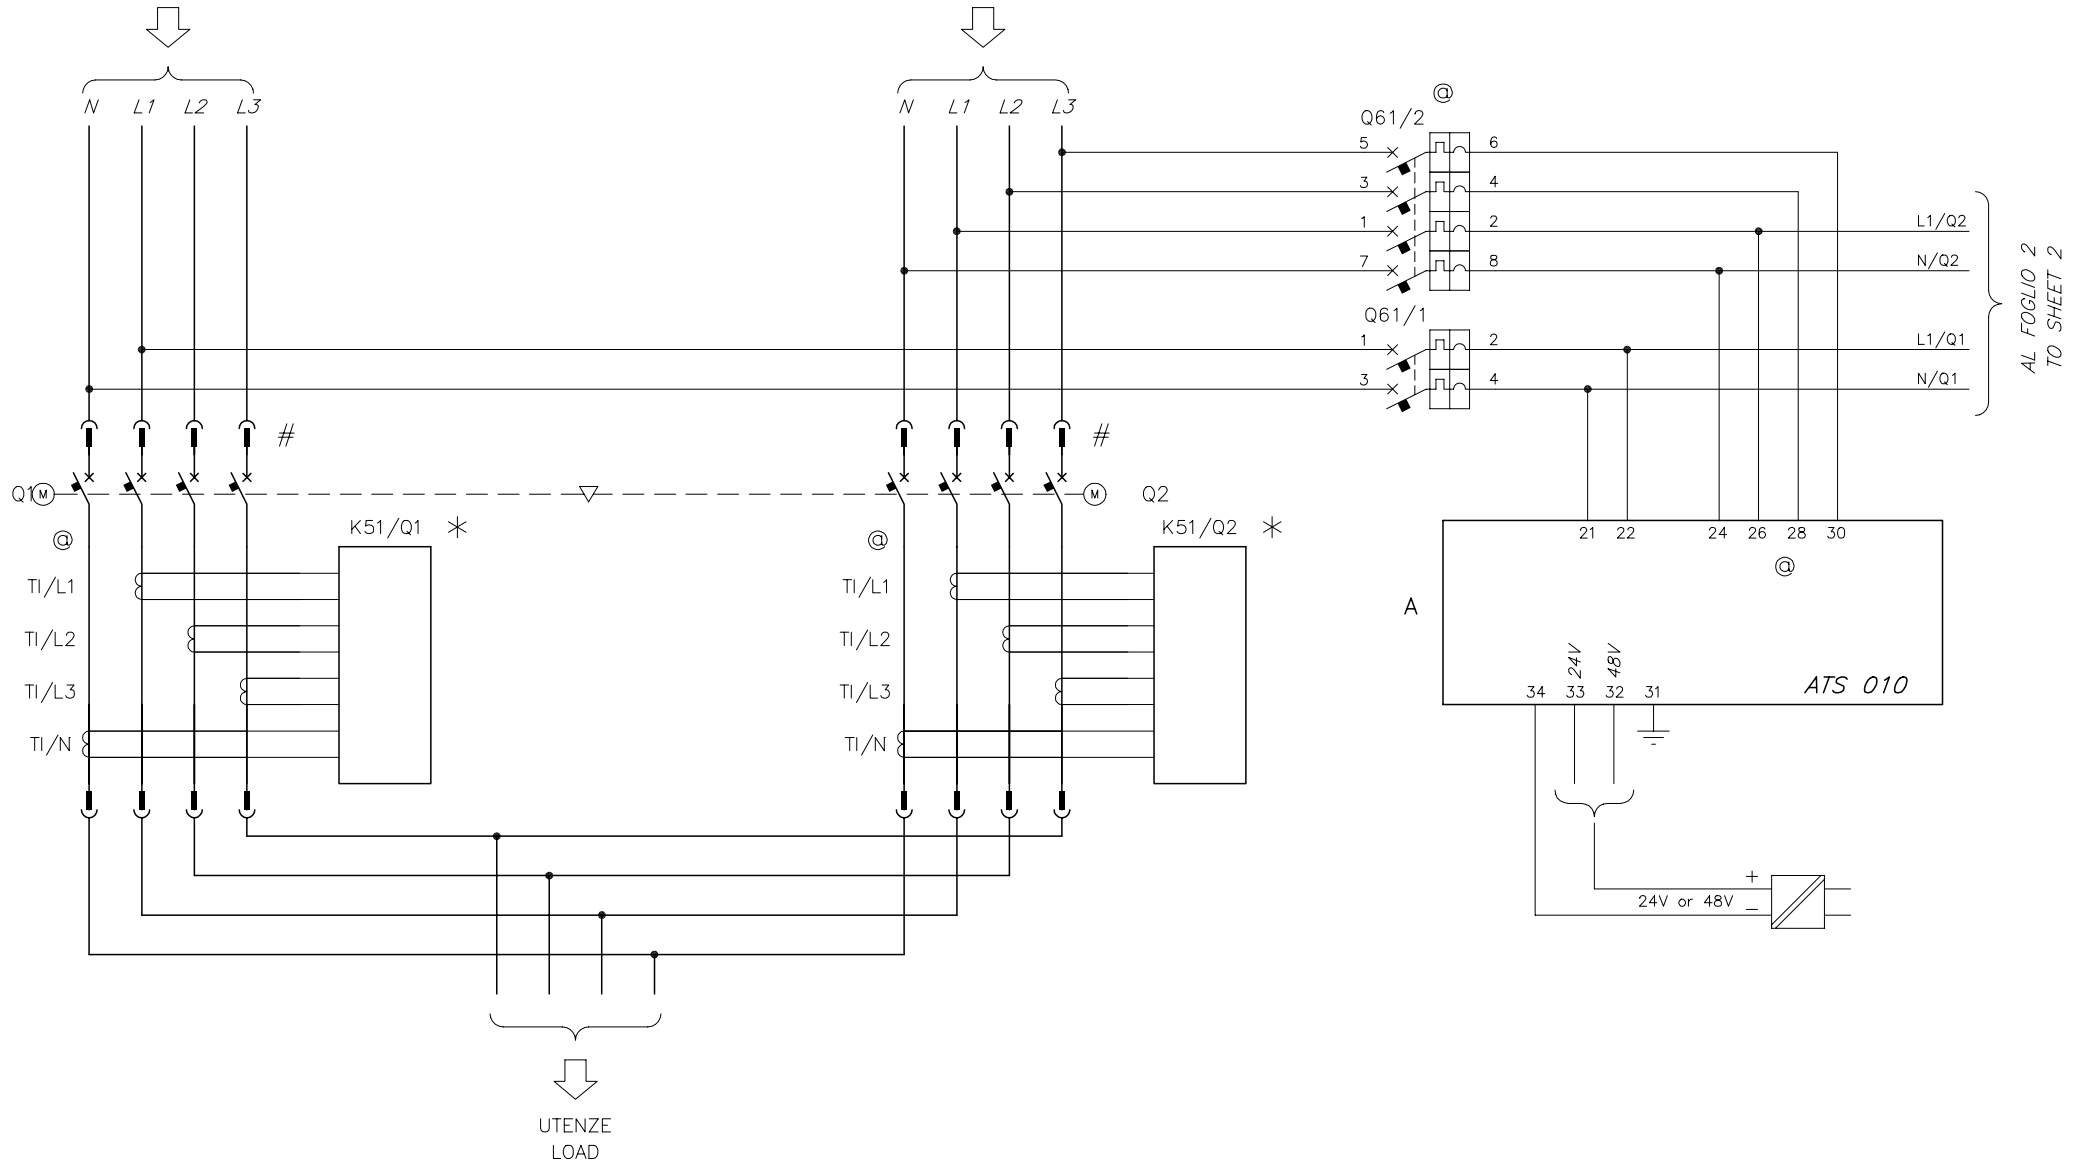 N L1 L2 L3
N L1 L2 L3
@
Q61/2
5 6
3 4
1 2 L1/Q2
7 8 N/Q2
Q61/1
1 2 L1/Q1
3 4 N/Q1
AL FOGLIO 2
TO SHEET 2
# #
Q1 M M Q2
@ K51/Q1 * @ K51/Q2 *
TI/L1 TI/L1
TI/L2 TI/L2
TI/L3 TI/L3
TI/N TI/N
21 22 24 26 28 30
@
A
24V 48V
34 33 32 31 ATS 010
+
24V or 48V –
UTENZE
LOAD